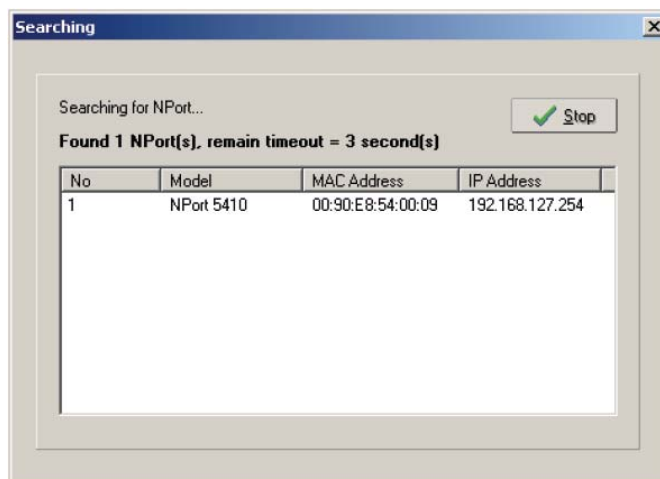 Searching
Searching for NPort...
Stop
Found 1 NPort(s), remain timeout = 3 second(s)
No Model MAC Address IP Address
1 NPort 5410 00:90:E8:54:00:09 192.168.127.254